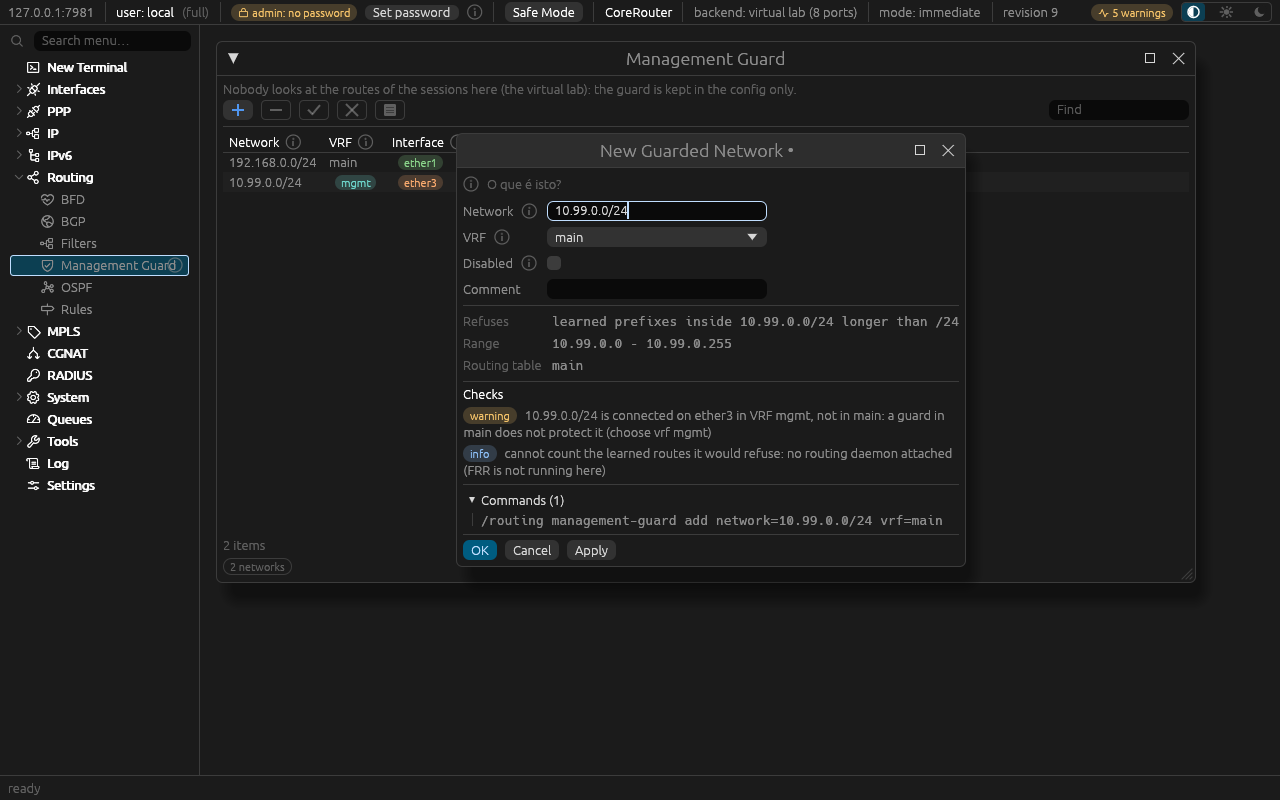 127.0.0.1:7981 user: local (full) admin: no password Set password Safe Mode CoreRouter backend: virtual lab (8 ports) mode: immediate revision 9 5 warnings
Search menu...
New Terminal
Interfaces
PPP
IP
IPv6
Routing
BFD
BGP
Filters
Management Guard
OSPF
Rules
MPLS
CGNAT
RADIUS
System
Queues
Tools
Log
Settings
Management Guard
Nobody looks at the routes of the sessions here (the virtual lab): the guard is kept in the config only.
Find
Network VRF Interface
192.168.0.0/24 main ether1
10.99.0.0/24 mgmt ether3
2 items
2 networks
New Guarded Network •
O que é isto?
Network 10.99.0.0/24
VRF main
Disabled
Comment
Refuses learned prefixes inside 10.99.0.0/24 longer than /24
Range 10.99.0.0 - 10.99.0.255
Routing table main
Checks
warning 10.99.0.0/24 is connected on ether3 in VRF mgmt, not in main: a guard in
main does not protect it (choose vrf mgmt)
info cannot count the learned routes it would refuse: no routing daemon attached
(FRR is not running here)
Commands (1)
/routing management-guard add network=10.99.0.0/24 vrf=main
OK Cancel Apply
ready